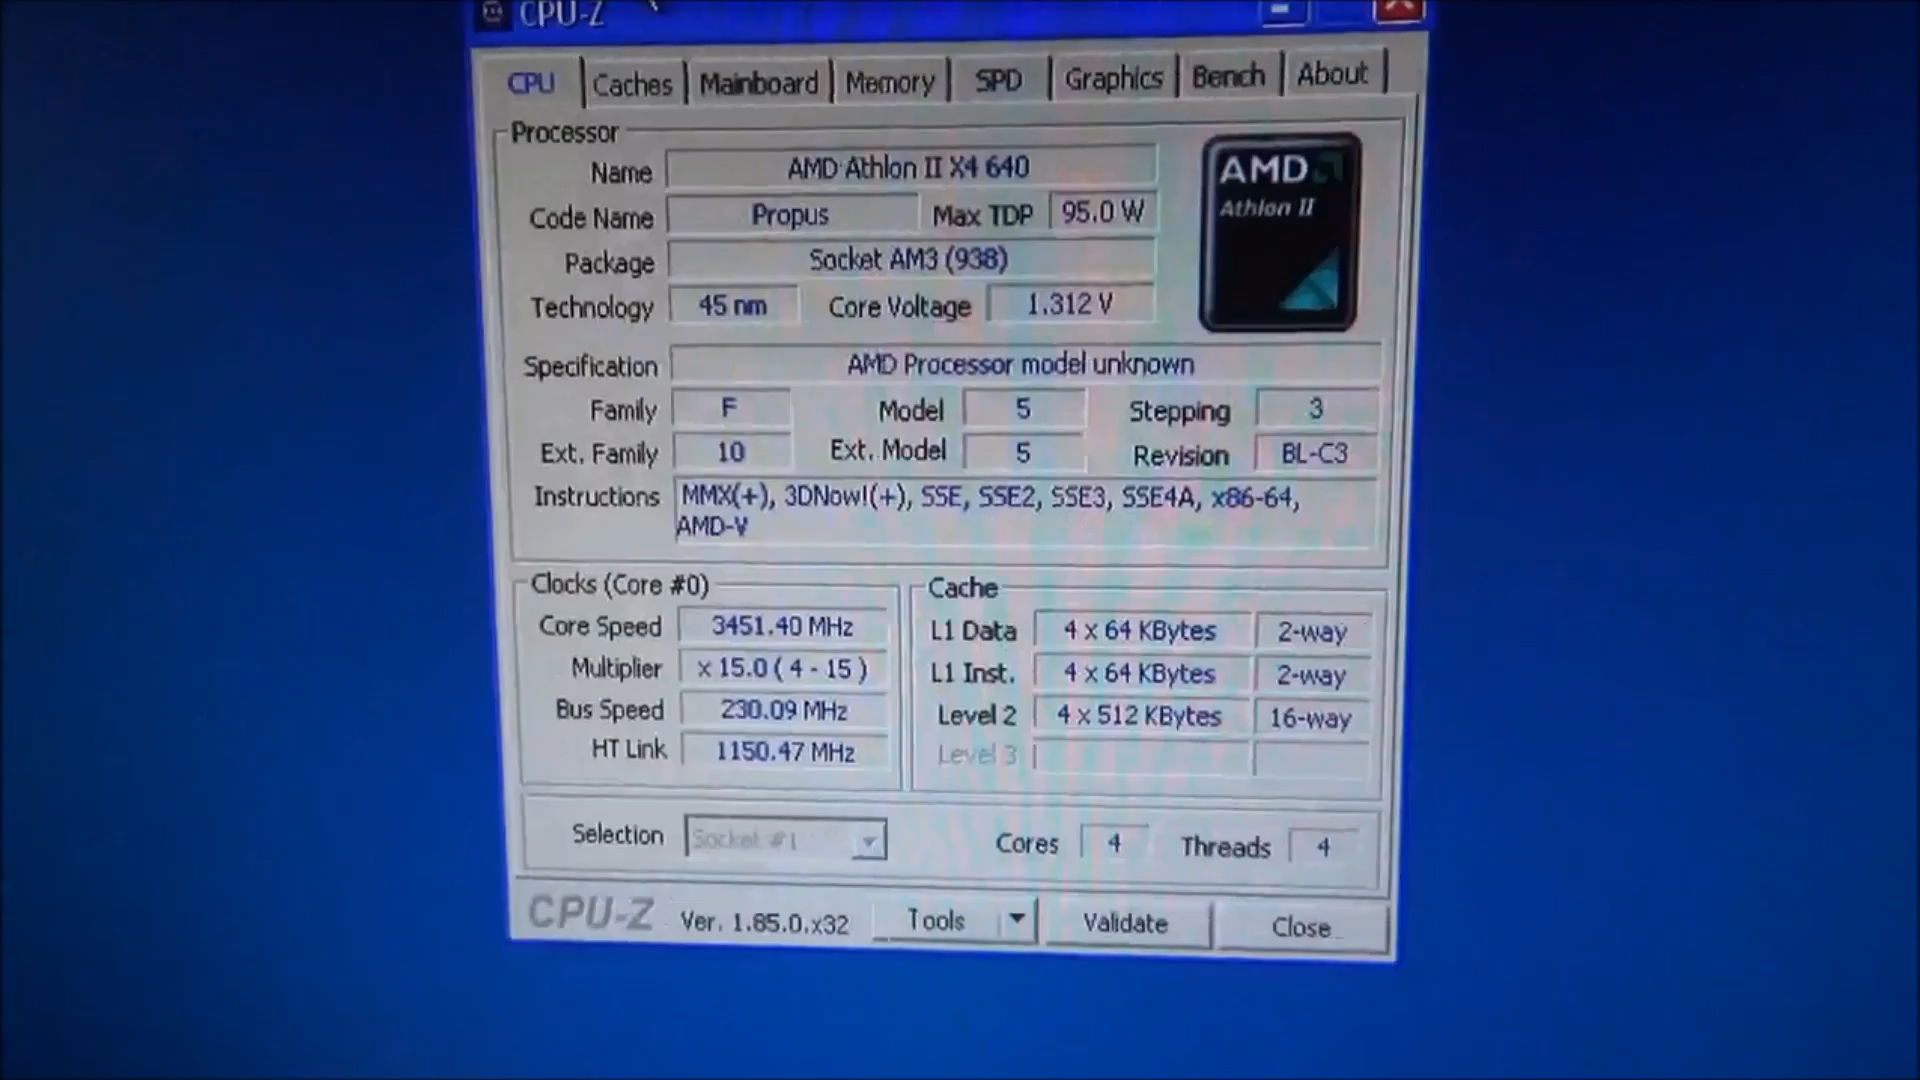 CPU-Z
CPU Caches Mainboard Memory SPD Graphics Bench About
Processor
Name AMD Athlon II X4 640
Code Name Propus Max TDP 95.0 W
Package Socket AM3 (938)
Technology 45 nm Core Voltage 1.312 V
AMD
Athlon II
Specification AMD Processor model unknown
Family F Model 5 Stepping 3
Ext. Family 10 Ext. Model 5 Revision BL-C3
Instructions MMX(+), 3DNow!(+), SSE, SSE2, SSE3, SSE4A, x86-64,
AMD-V
Clocks (Core #0)
Core Speed 3451.40 MHz
Multiplier x 15.0 ( 4 - 15 )
Bus Speed 230.09 MHz
HT Link 1150.47 MHz
Cache
L1 Data 4 x 64 KBytes 2-way
L1 Inst. 4 x 64 KBytes 2-way
Level 2 4 x 512 KBytes 16-way
Level 3
Selection Socket #1 Cores 4 Threads 4
CPU-Z Ver. 1.85.0.x32 Tools Validate Close